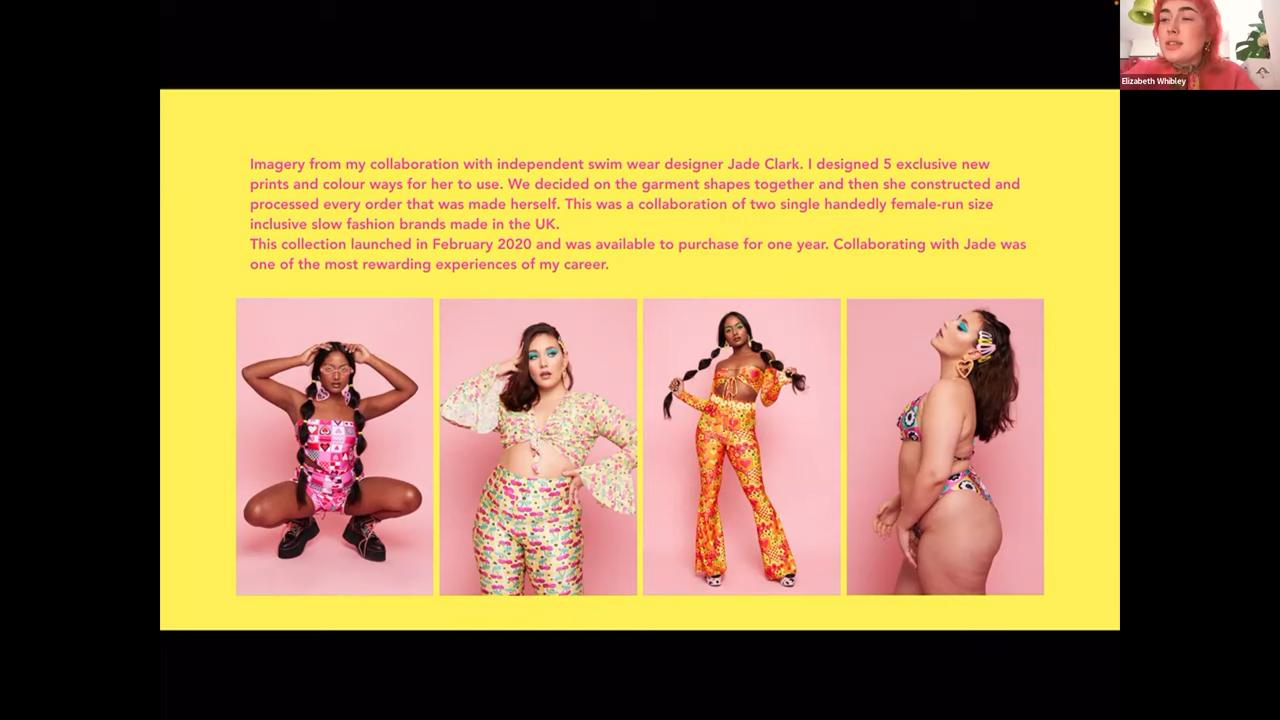 Elizabeth Whibley
Imagery from my collaboration with independent swim wear designer Jade Clark. I designed 5 exclusive new
prints and colour ways for her to use. We decided on the garment shapes together and then she constructed and
processed every order that was made herself. This was a collaboration of two single handedly female-run size
inclusive slow fashion brands made in the UK.
This collection launched in February 2020 and was available to purchase for one year. Collaborating with Jade was
one of the most rewarding experiences of my career.